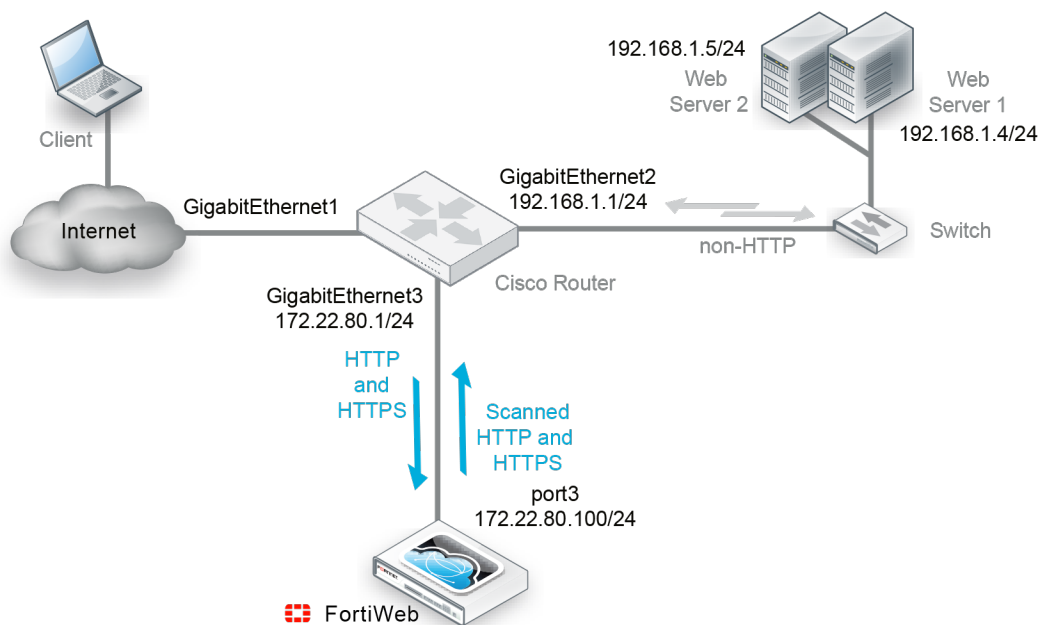 192.168.1.5/24
Web
Server 2
Web
Server 1
192.168.1.4/24
Client
GigabitEthernet2
192.168.1.1/24
GigabitEthernet1
Internet
non-HTTP
Switch
Cisco Router
GigabitEthernet3
172.22.80.1/24
HTTP
and
HTTPS
Scanned
HTTP and
HTTPS
port3
172.22.80.100/24
FORTINET
FortiWeb